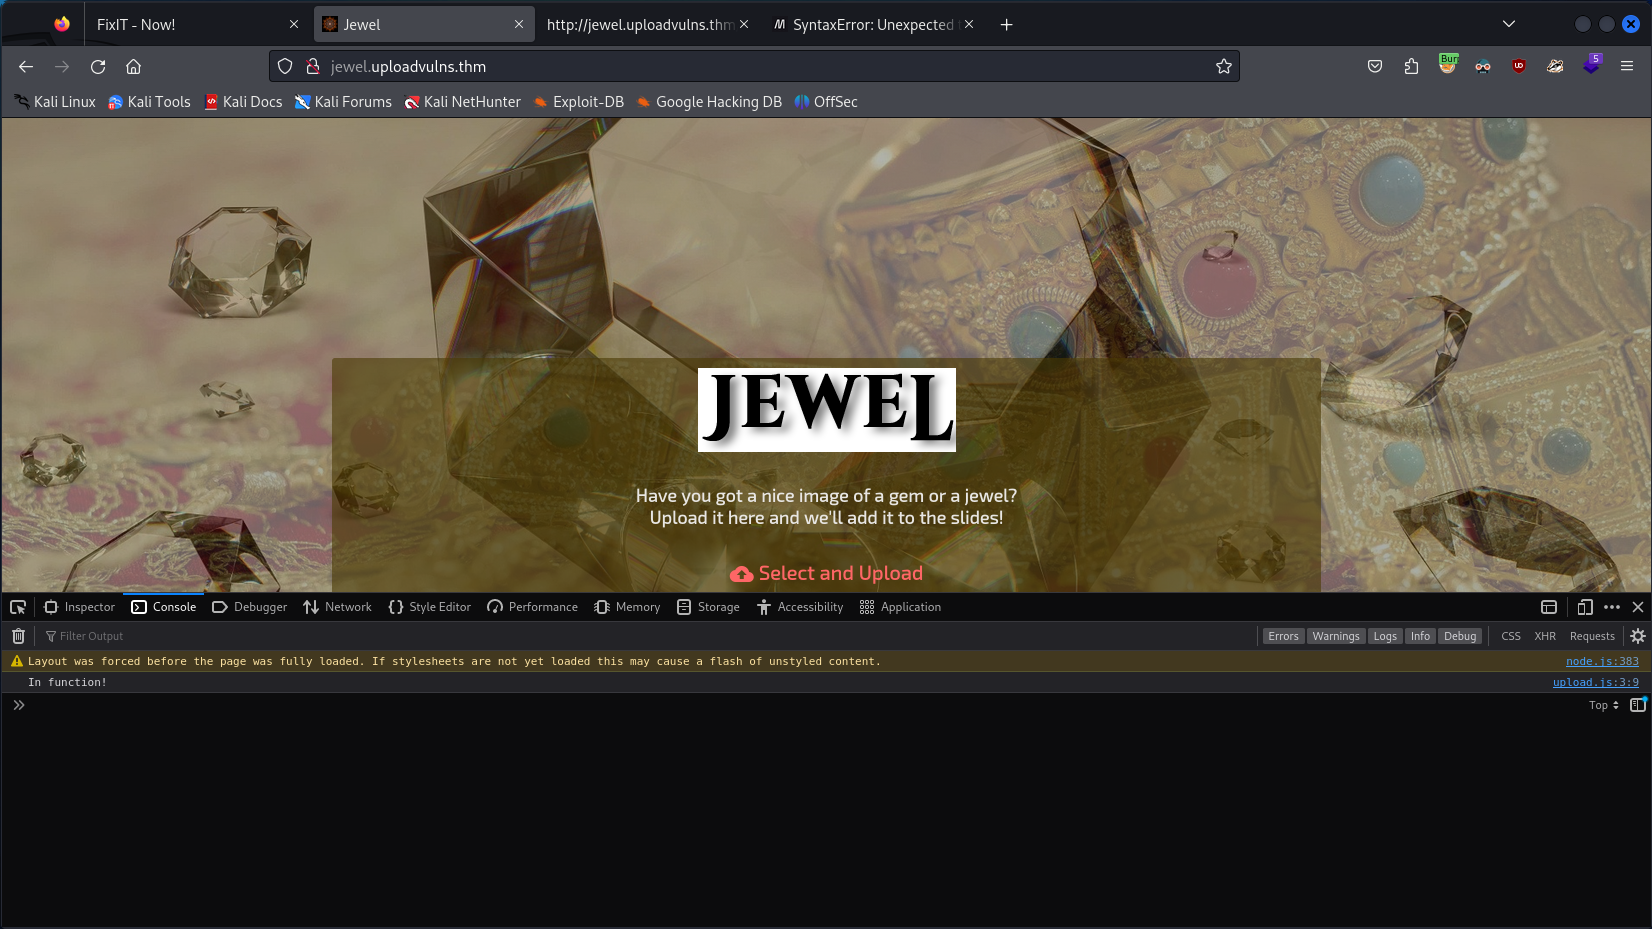 FixIT - Now!
Jewel
http://jewel.uploadvulns.thm
SyntaxError: Unexpected
jewel.uploadvulns.thm
Bur
5
Kali Linux
Kali Tools
Kali Docs
Kali Forums
Kali NetHunter
Exploit-DB
Google Hacking DB
OffSec
JEWEL
Have you got a nice image of a gem or a jewel?
Upload it here and we'll add it to the slides!
Select and Upload
Inspector
Console
Debugger
Network
Style Editor
Performance
Memory
Storage
Accessibility
Application
Filter Output
Errors
Warnings
Logs
Info
Debug
CSS
XHR
Requests
Layout was forced before the page was fully loaded. If stylesheets are not yet loaded this may cause a flash of unstyled content.
node.js:383
In function!
upload.js:3:9
Top